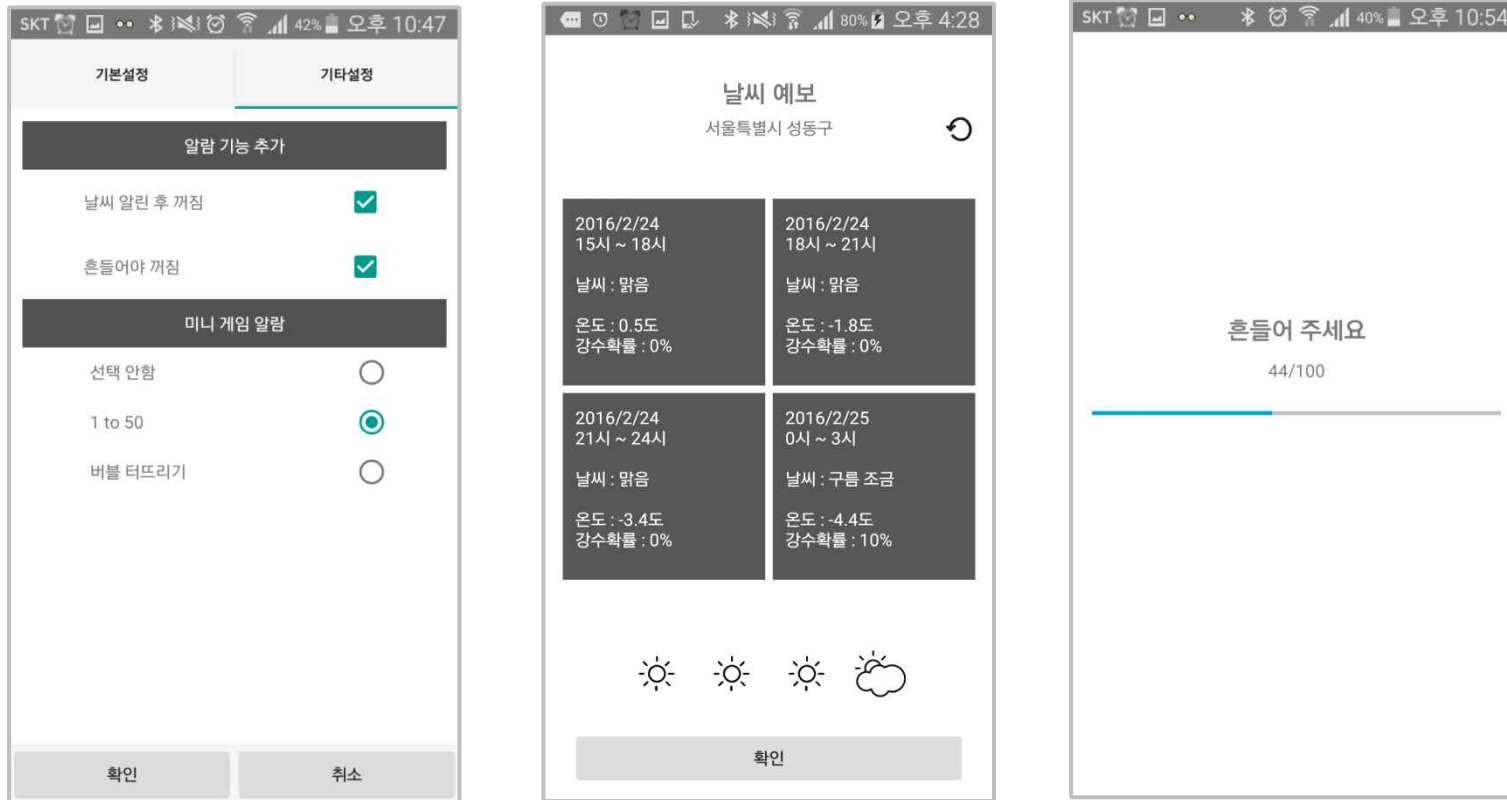 SKT 42% 오후 10:47
기본설정 기타설정
알람 기능 추가
날씨 알린 후 꺼짐
흔들어야 꺼짐
미니 게임 알람
선택 안함
1 to 50
버블 터뜨리기
확인 취소
80% 오후 4:28
날씨 예보
서울특별시 성동구
2016/2/24
15시 ~ 18시
날씨 : 맑음
온도 : 0.5도
강수확률 : 0%
2016/2/24
18시 ~ 21시
날씨 : 맑음
온도 : -1.8도
강수확률 : 0%
2016/2/24
21시 ~ 24시
날씨 : 맑음
온도 : -3.4도
강수확률 : 0%
2016/2/25
0시 ~ 3시
날씨 : 구름 조금
온도 : -4.4도
강수확률 : 10%
확인
SKT 40% 오후 10:54
흔들어 주세요
44/100